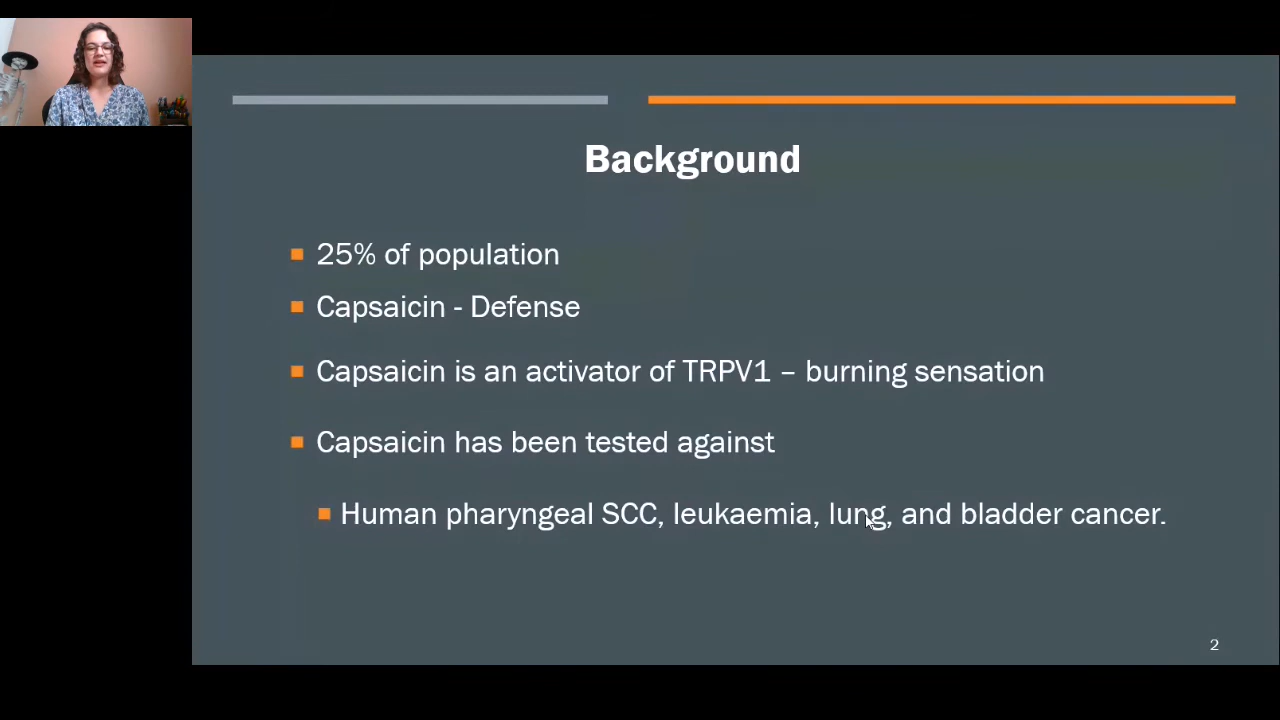 Background
25% of population
Capsaicin - Defense
Capsaicin is an activator of TRPV1 – burning sensation
Capsaicin has been tested against
Human pharyngeal SCC, leukaemia, lung, and bladder cancer.
2